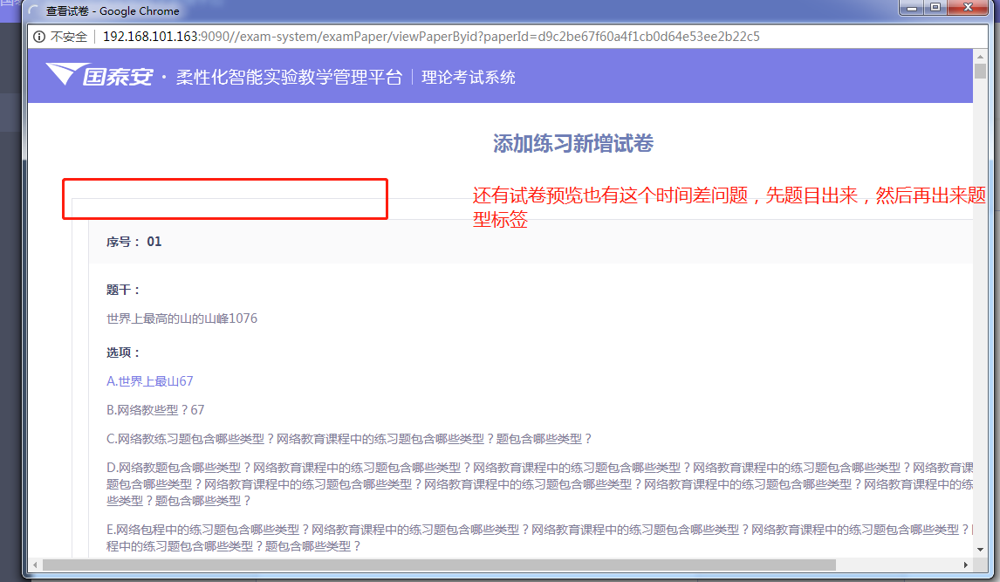 查看试卷 - Google Chrome
不安全 192.168.101.163:9090//exam-system/examPaper/viewPaperByid?paperId=d9c2be67f60a4f1cb0d64e53ee2b22c5
国泰安 · 柔性化智能实验教学管理平台 | 理论考试系统
添加练习新增试卷
还有试卷预览也有这个时间差问题，先题目出来，然后再出来题
型标签
序号： 01
题干：
世界上最高的山的山峰1076
选项：
A.世界上最山67
B.网络教些型？67
C.网络教练习题包含哪些类型？网络教育课程中的练习题包含哪些类型？题包含哪些类型？
D.网络教题包含哪些类型？网络教育课程中的练习题包含哪些类型？网络教育课程中的练习题包含哪些类型？网络教育课程中的练习题包含哪些类型？网络教育课
题包含哪些类型？网络教育课程中的练习题包含哪些类型？网络教育课程中的练习题包含哪些类型？网络教育课程中的练习题包含哪些类型？网络教育课程中的练
些类型？题包含哪些类型？
E.网络包程中的练习题包含哪些类型？网络教育课程中的练习题包含哪些类型？网络教育课程中的练习题包含哪些类型？网络教育课程中的练习题包含哪些类型？
程中的练习题包含哪些类型？题包含哪些类型？